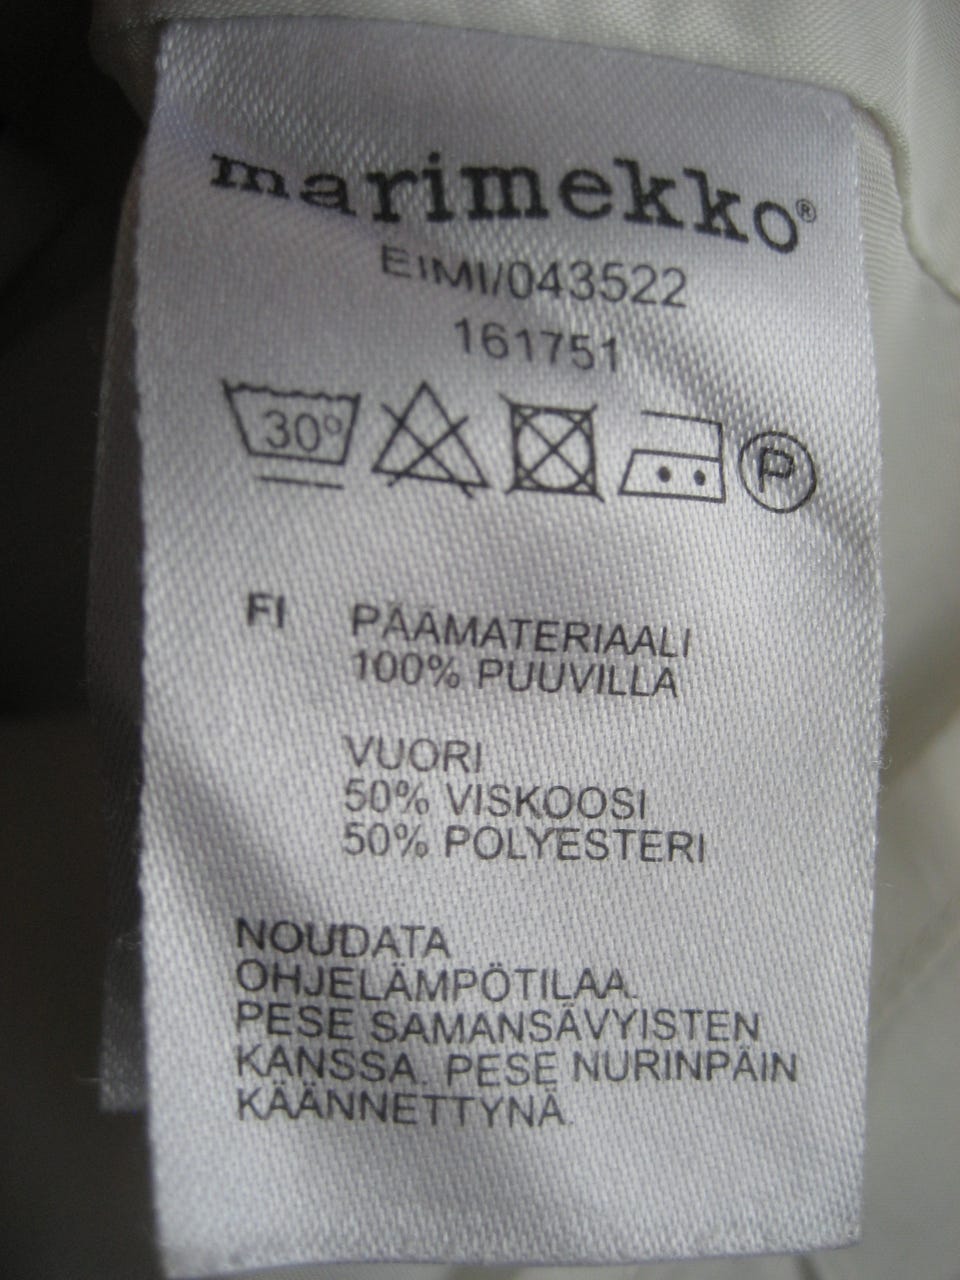 marimekko®
EIMI/043522
161751
30°
P
FI PÄÄMATERIAALI
100% PUUVILLA
VUORI
50% VISKOOSI
50% POLYESTERI
NOUDATA
OHJELÄMPÖTILAA.
PESE SAMANSÄVYISTEN
KANSSA. PESE NURINPÄIN
KÄÄNNETTYNÄ.